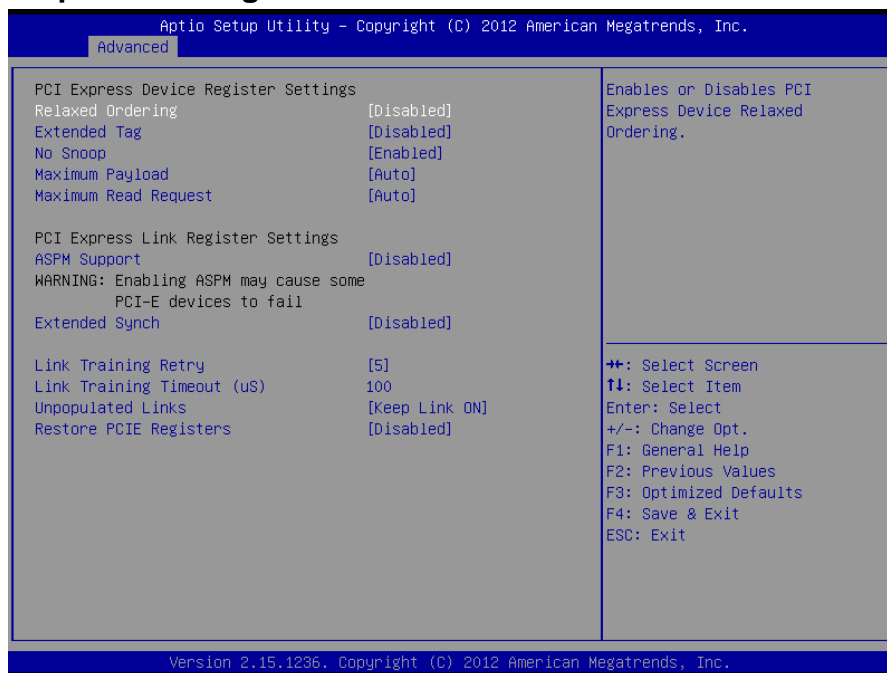 Aptio Setup Utility – Copyright (C) 2012 American Megatrends, Inc.
Advanced
PCI Express Device Register Settings
Relaxed Ordering [Disabled]
Extended Tag [Disabled]
No Snoop [Enabled]
Maximum Payload [Auto]
Maximum Read Request [Auto]
PCI Express Link Register Settings
ASPM Support [Disabled]
WARNING: Enabling ASPM may cause some
PCI-E devices to fail
Extended Synch [Disabled]
Link Training Retry [5]
Link Training Timeout (uS) 100
Unpopulated Links [Keep Link ON]
Restore PCIE Registers [Disabled]
Enables or Disables PCI
Express Device Relaxed
Ordering.
→←: Select Screen
↑↓: Select Item
Enter: Select
+/-: Change Opt.
F1: General Help
F2: Previous Values
F3: Optimized Defaults
F4: Save & Exit
ESC: Exit
Version 2.15.1236. Copyright (C) 2012 American Megatrends, Inc.